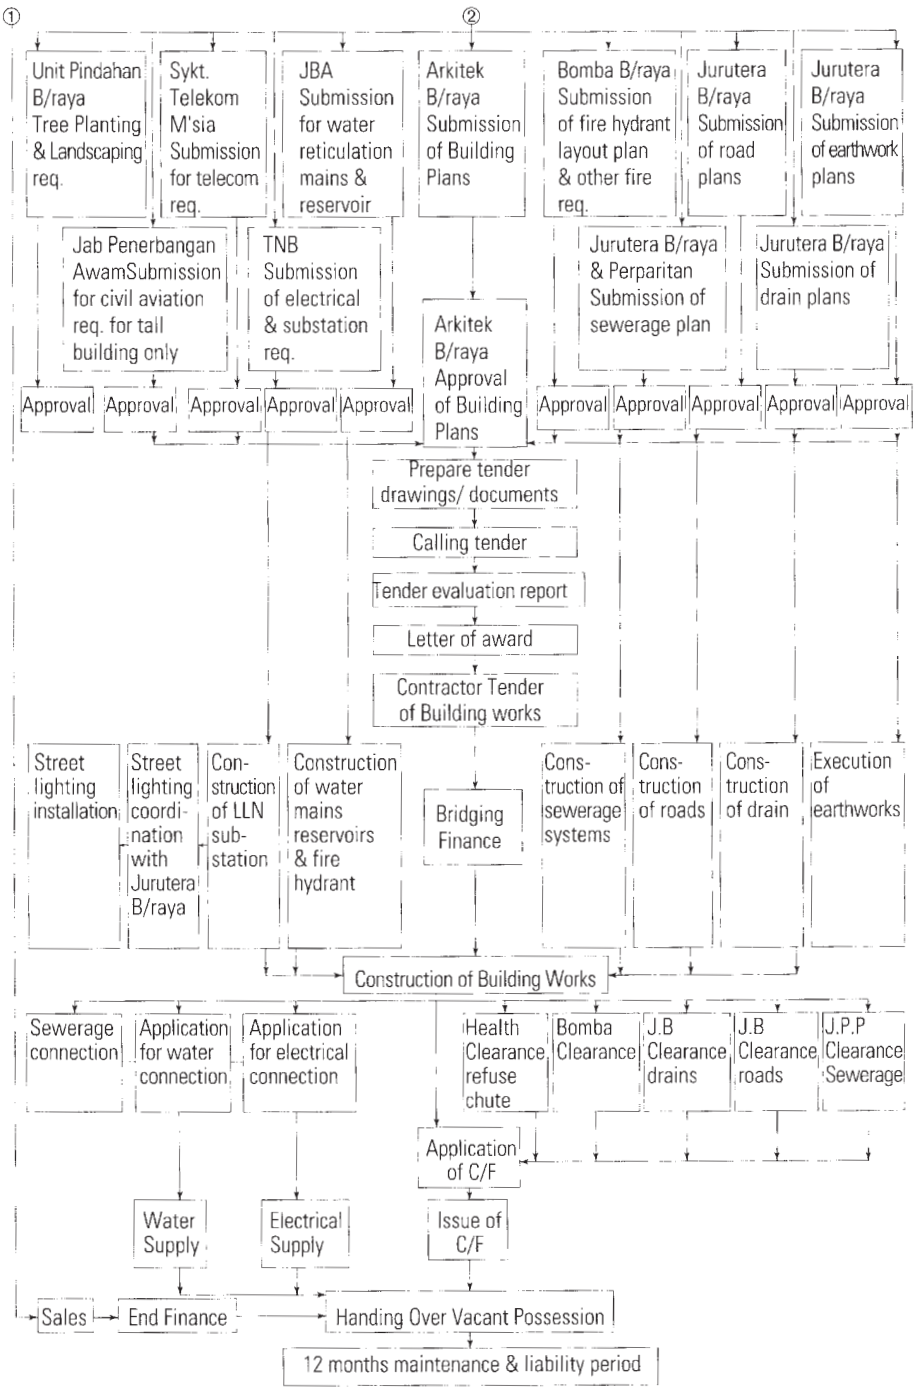 ①
②
Unit Pindahan
B/raya
Tree Planting
& Landscaping
req.
Sykt.
Telekom
M'sia
Submission
for telecom
req.
JBA
Submission
for water
reticulation
mains &
reservoir
Arkitek
B/raya
Submission
of Building
Plans
Bomba B/raya
Submission
of fire hydrant
layout plan
& other fire
req.
Jurutera
B/raya
Submission
of road
plans
Jurutera
B/raya
Submission
of earthwork
plans
Jab Penerbangan
AwamSubmission
for civil aviation
req. for tall
building only
TNB
Submission
of electrical
& substation
req.
Jurutera B/raya
& Perparitan
Submission of
sewerage plan
Jurutera B/raya
Submission of
drain plans
Arkitek
B/raya
Approval
of Building
Plans
Approval
Approval
Approval
Approval
Approval
Approval
Approval
Approval
Approval
Approval
Prepare tender
drawings/ documents
Calling tender
Tender evaluation report
Letter of award
Contractor Tender
of Building works
Street
lighting
installation
Street
lighting
coordi-
nation
with
Jurutera
B/raya
Con-
struction
of LLN
sub-
station
Construction
of water
mains
reservoirs
& fire
hydrant
Bridging
Finance
Cons-
truction of
sewerage
systems
Cons-
truction
of roads
Cons-
truction
of drain
Execution
of
earthworks
Construction of Building Works
Sewerage
connection
Application
for water
connection
Application
for electrical
connection
Health
Clearance
refuse
chute
Bomba
Clearance
J.B
Clearance
drains
J.B
Clearance
roads
J.P.P
Clearance
Sewerage
Application
of C/F
Water
Supply
Electrical
Supply
Issue of
C/F
Sales
End Finance
Handing Over Vacant Possession
12 months maintenance & liability period